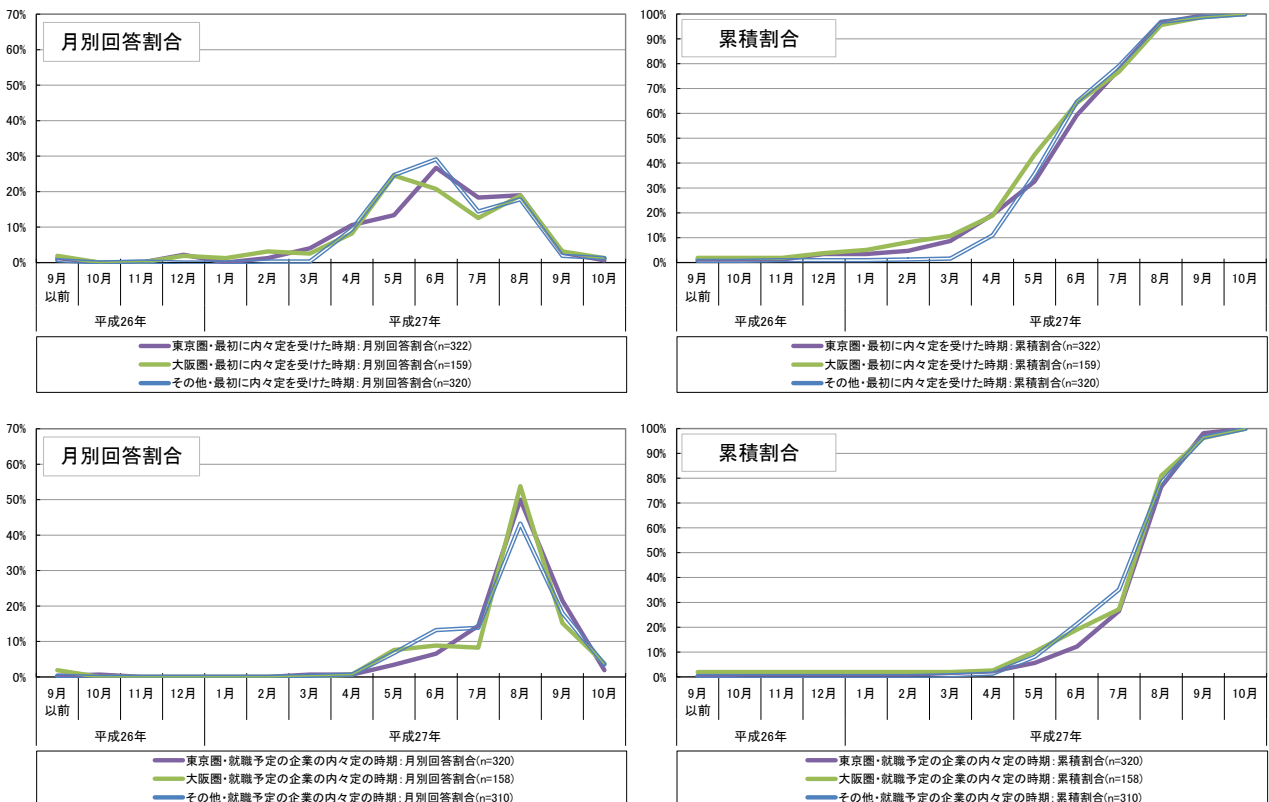 70%
60%
50%
40%
30%
20%
10%
0%
月別回答割合
9月以前 10月 11月 12月 1月 2月 3月 4月 5月 6月 7月 8月 9月 10月
平成26年 平成27年
東京圏・最初に内々定を受けた時期:月別回答割合(n=322)
大阪圏・最初に内々定を受けた時期:月別回答割合(n=159)
その他・最初に内々定を受けた時期:月別回答割合(n=320)
100%
90%
80%
70%
60%
50%
40%
30%
20%
10%
0%
累積割合
9月以前 10月 11月 12月 1月 2月 3月 4月 5月 6月 7月 8月 9月 10月
平成26年 平成27年
東京圏・最初に内々定を受けた時期:累積割合(n=322)
大阪圏・最初に内々定を受けた時期:累積割合(n=159)
その他・最初に内々定を受けた時期:累積割合(n=320)
70%
60%
50%
40%
30%
20%
10%
0%
月別回答割合
9月以前 10月 11月 12月 1月 2月 3月 4月 5月 6月 7月 8月 9月 10月
平成26年 平成27年
東京圏・就職予定の企業の内々定の時期:月別回答割合(n=320)
大阪圏・就職予定の企業の内々定の時期:月別回答割合(n=158)
その他・就職予定の企業の内々定の時期:月別回答割合(n=310)
100%
90%
80%
70%
60%
50%
40%
30%
20%
10%
0%
累積割合
9月以前 10月 11月 12月 1月 2月 3月 4月 5月 6月 7月 8月 9月 10月
平成26年 平成27年
東京圏・就職予定の企業の内々定の時期:累積割合(n=320)
大阪圏・就職予定の企業の内々定の時期:累積割合(n=158)
その他・就職予定の企業の内々定の時期:累積割合(n=310)